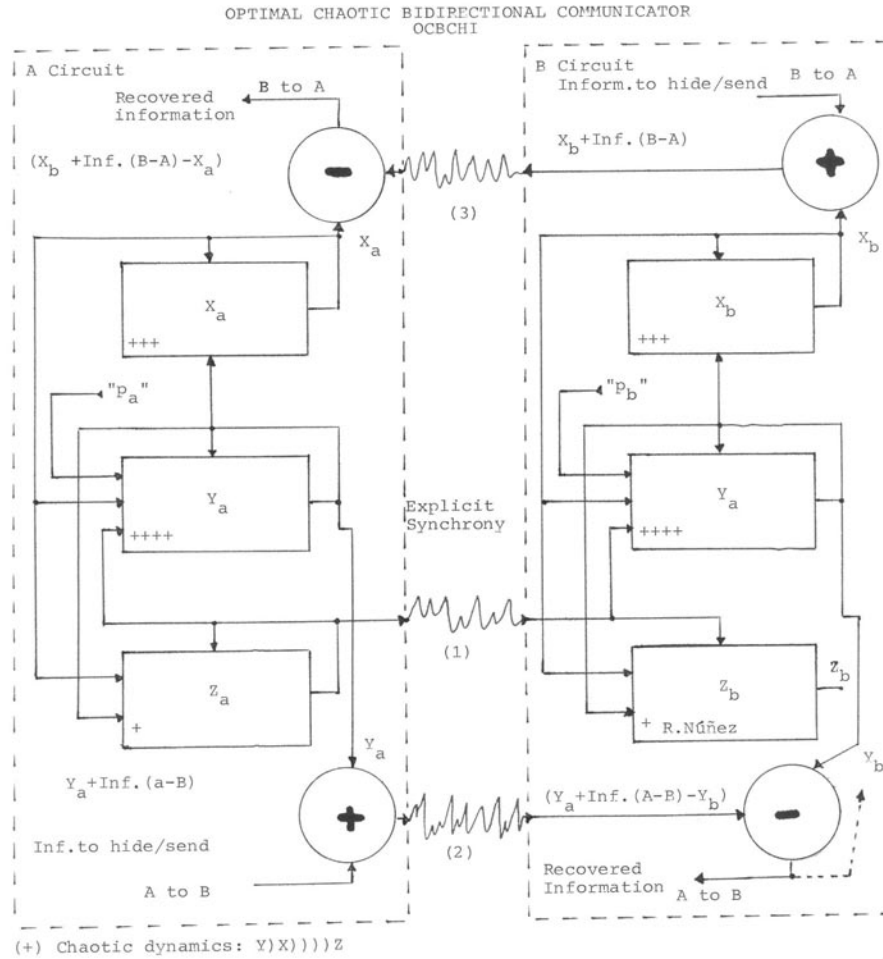 OPTIMAL CHAOTIC BIDIRECTIONAL COMMUNICATOR
OCBCHI
A Circuit
B to A
Recovered
information
(X_b +Inf.(B-A)-X_a)
X_a
X_a
+++
"p_a"
Y_a
++++
Z_a
+
Y_a
Y_a+Inf.(a-B)
Inf.to hide/send
A to B
(3)
Explicit
Synchrony
(1)
(2)
B Circuit
B to A
Inform.to hide/send
X_b+Inf(B-A)
X_b
X_b
+++
"p_b"
Y_a
++++
Z_b
Z_b
+ R.Núñez
Y_b
(Y_a+Inf.(A-B)-Y_b)
Recovered
Information
A to B
(+) Chaotic dynamics: Y)X))))Z